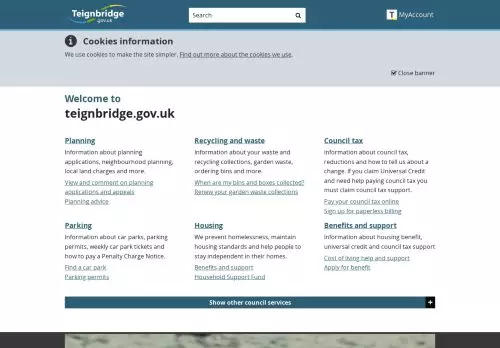 Teignbridge
gov.uk
Search
T MyAccount
Cookies information
We use cookies to make the site simpler. Find out more about the cookies we use.
Close banner
Welcome to
teignbridge.gov.uk
Planning
Information about planning
applications, neighbourhood planning,
local land charges and more.
View and comment on planning
applications and appeals
Planning advice
Recycling and waste
Information about your waste and
recycling collections, garden waste,
ordering bins and more.
When are my bins and boxes collected?
Renew your garden waste collections
Council tax
Information about council tax,
reductions and how to tell us about a
change. If you claim Universal Credit
and need help paying council tax you
must claim council tax support.
Pay your council tax online
Sign up for paperless billing
Parking
Information about car parks, parking
permits, weekly car park tickets and
how to pay a Penalty Charge Notice.
Find a car park
Parking permits
Housing
We prevent homelessness, maintain
housing standards and help people to
stay independent in their homes.
Benefits and support
Household Support Fund
Benefits and support
Information about housing benefit,
universal credit and council tax support
Cost of living help and support
Apply for benefit
Show other council services
+